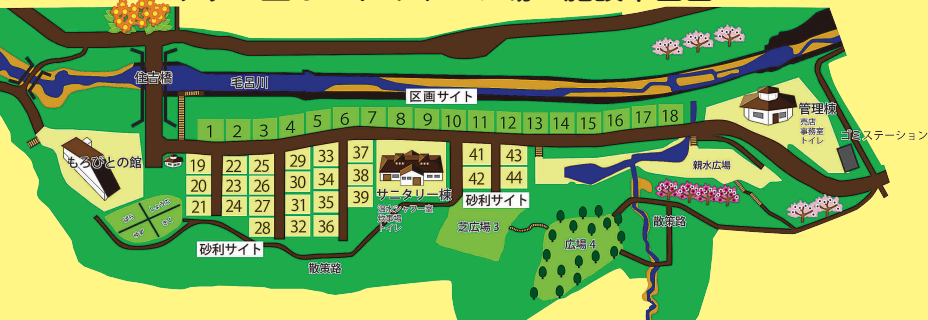 住吉橋
毛呂川
区画サイト
1 2 3 4 5 6 7 8 9 10 11 12 13 14 15 16 17 18
管理棟
売店
事務室
トイレ
ゴミステーション
もろびとの館
19 22 25 29 33 37
20 23 26 30 34 38
21 24 27 31 35 39
28 32 36
サニタリー棟
トイレ
41 43
42 44
砂利サイト
親水広場
芝広場3
広場4
散策路
砂利サイト
散策路